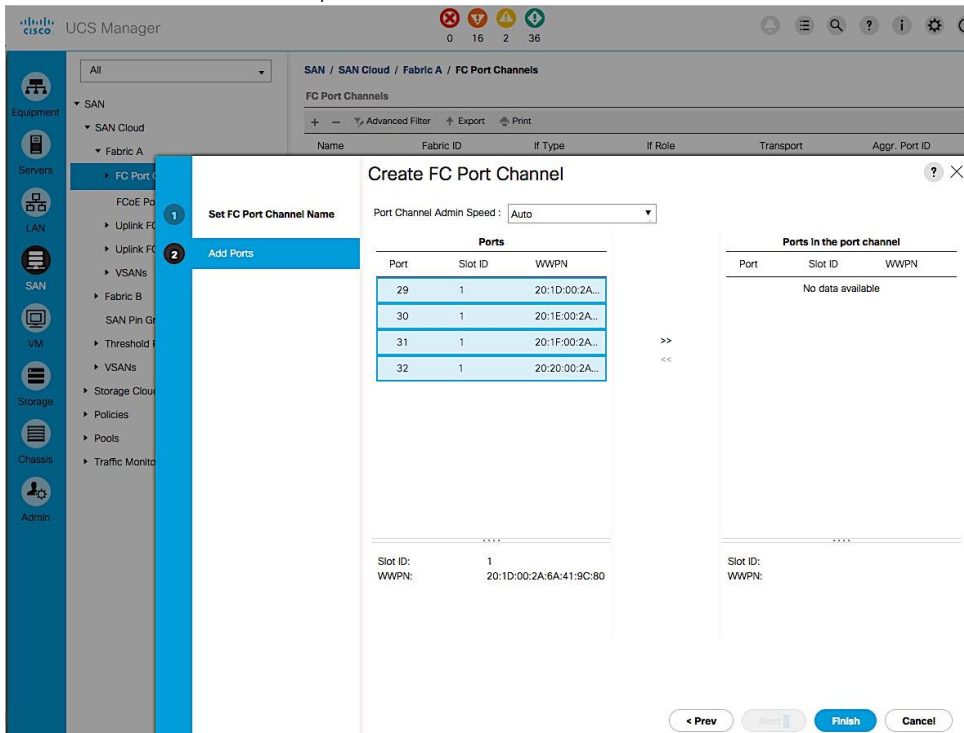 cisco. UCS Manager
0 16 2 36
Equipment
Servers
LAN
SAN
VM
Storage
Chassis
Admin
All
SAN
SAN Cloud
Fabric A
FC Port
FCoE Po
Uplink FC
Uplink FC
VSANs
Fabric B
SAN Pin Gr
Threshold P
VSANs
Storage Clou
Policies
Pools
Traffic Monito
SAN / SAN Cloud / Fabric A / FC Port Channels
FC Port Channels
+ − Advanced Filter Export Print
Name Fabric ID If Type If Role Transport Aggr. Port ID
1 Set FC Port Channel Name
2 Add Ports
Create FC Port Channel
? ×
Port Channel Admin Speed : Auto
Ports
Port Slot ID WWPN
29 1 20:1D:00:2A...
30 1 20:1E:00:2A...
31 1 20:1F:00:2A...
32 1 20:20:00:2A...
Slot ID: 1
WWPN: 20:1D:00:2A:6A:41:9C:80
>>
<<
Ports in the port channel
Port Slot ID WWPN
No data available
Slot ID:
WWPN:
< Prev Next > Finish Cancel